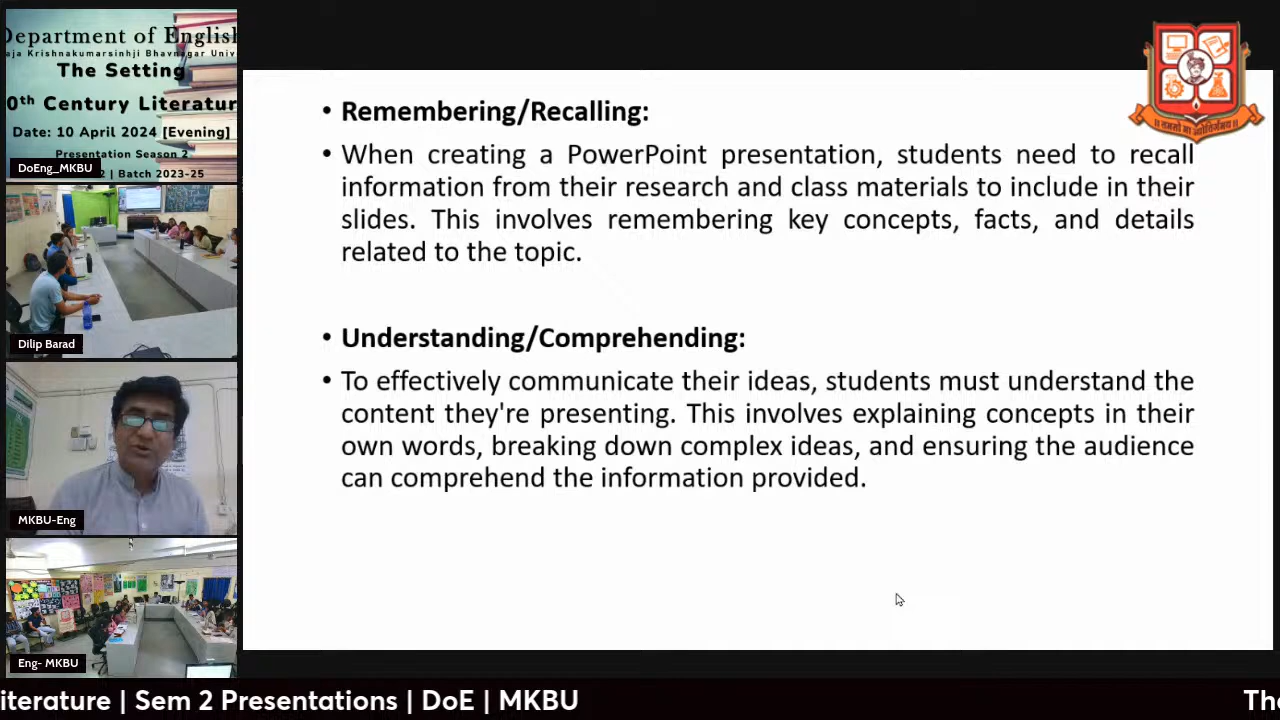 Department of Englis
aja Krishnakumarsinhji Bhavnagar Univ
The Setting
0th Century Literatur
Date: 10 April 2024 [Evening]
Presentation Season 2
2 | Batch 2023-25
DoEng_MKBU
Dilip Barad
MKBU-Eng
Eng- MKBU
• Remembering/Recalling:
• When creating a PowerPoint presentation, students need to recall
information from their research and class materials to include in their
slides. This involves remembering key concepts, facts, and details
related to the topic.
• Understanding/Comprehending:
• To effectively communicate their ideas, students must understand the
content they're presenting. This involves explaining concepts in their
own words, breaking down complex ideas, and ensuring the audience
can comprehend the information provided.
iterature | Sem 2 Presentations | DoE | MKBU
The